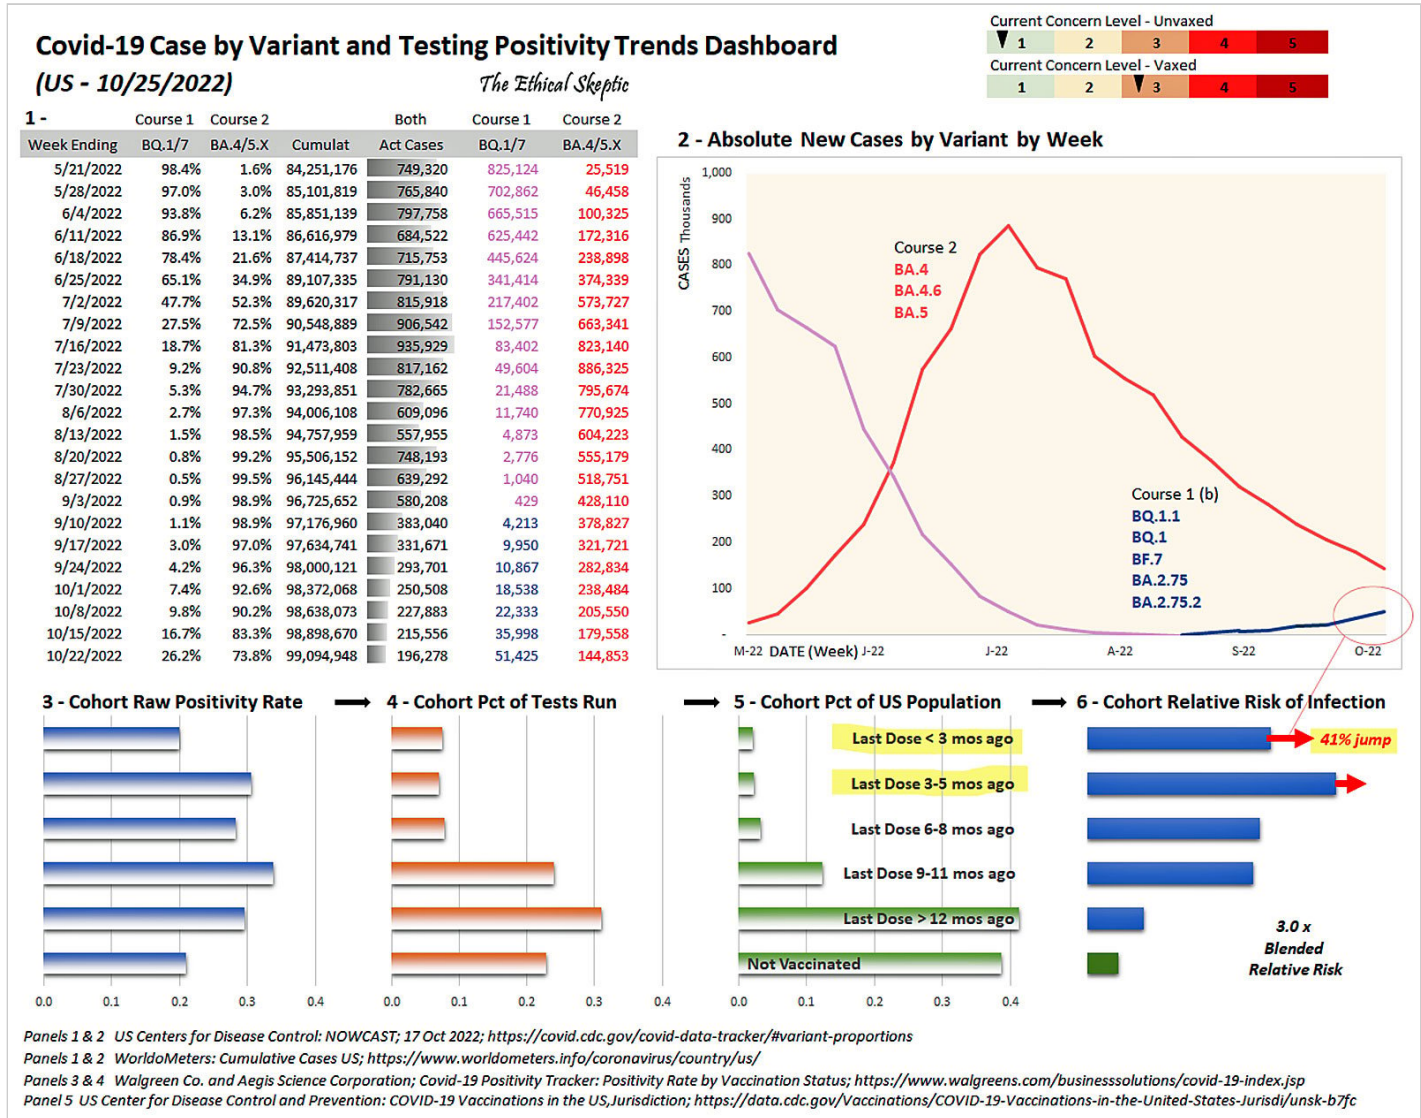 Covid-19 Case by Variant and Testing Positivity Trends Dashboard
(US - 10/25/2022) The Ethical Skeptic
Current Concern Level - Unvaxed
1 2 3 4 5
Current Concern Level - Vaxed
1 2 3 4 5
1 - Course 1 Course 2 Both Course 1 Course 2
Week Ending BQ.1/7 BA.4/5.X Cumulat Act Cases BQ.1/7 BA.4/5.X
5/21/2022 98.4% 1.6% 84,251,176 749,320 825,124 25,519
5/28/2022 97.0% 3.0% 85,101,819 765,840 702,862 46,458
6/4/2022 93.8% 6.2% 85,851,139 797,758 665,515 100,325
6/11/2022 86.9% 13.1% 86,616,979 684,522 625,442 172,316
6/18/2022 78.4% 21.6% 87,414,737 715,753 445,624 238,898
6/25/2022 65.1% 34.9% 89,107,335 791,130 341,414 374,339
7/2/2022 47.7% 52.3% 89,620,317 815,918 217,402 573,727
7/9/2022 27.5% 72.5% 90,548,889 906,542 152,577 663,341
7/16/2022 18.7% 81.3% 91,473,803 935,929 83,402 823,140
7/23/2022 9.2% 90.8% 92,511,408 817,162 49,604 886,325
7/30/2022 5.3% 94.7% 93,293,851 782,665 21,488 795,674
8/6/2022 2.7% 97.3% 94,006,108 609,096 11,740 770,925
8/13/2022 1.5% 98.5% 94,757,959 557,955 4,873 604,223
8/20/2022 0.8% 99.2% 95,506,152 748,193 2,776 555,179
8/27/2022 0.5% 99.5% 96,145,444 639,292 1,040 518,751
9/3/2022 0.9% 98.9% 96,725,652 580,208 429 428,110
9/10/2022 1.1% 98.9% 97,176,960 383,040 4,213 378,827
9/17/2022 3.0% 97.0% 97,634,741 331,671 9,950 321,721
9/24/2022 4.2% 96.3% 98,000,121 293,701 10,867 282,834
10/1/2022 7.4% 92.6% 98,372,068 250,508 18,538 238,484
10/8/2022 9.8% 90.2% 98,638,073 227,883 22,333 205,550
10/15/2022 16.7% 83.3% 98,898,670 215,556 35,998 179,558
10/22/2022 26.2% 73.8% 99,094,948 196,278 51,425 144,853
2 - Absolute New Cases by Variant by Week
CASES Thousands
1,000
900
800
700
600
500
400
300
200
100
-
Course 2
BA.4
BA.4.6
BA.5
Course 1 (b)
BQ.1.1
BQ.1
BF.7
BA.2.75
BA.2.75.2
M-22 DATE (Week) J-22 J-22 A-22 S-22 O-22
3 - Cohort Raw Positivity Rate
0.0 0.1 0.2 0.3 0.4
4 - Cohort Pct of Tests Run
0.0 0.1 0.2 0.3 0.4
5 - Cohort Pct of US Population
Last Dose < 3 mos ago
Last Dose 3-5 mos ago
Last Dose 6-8 mos ago
Last Dose 9-11 mos ago
Last Dose > 12 mos ago
Not Vaccinated
0.0 0.1 0.2 0.3 0.4
6 - Cohort Relative Risk of Infection
41% jump
3.0 x
Blended
Relative Risk
Panels 1 & 2 US Centers for Disease Control: NOWCAST; 17 Oct 2022; https://covid.cdc.gov/covid-data-tracker/#variant-proportions
Panels 1 & 2 WorldoMeters: Cumulative Cases US; https://www.worldometers.info/coronavirus/country/us/
Panels 3 & 4 Walgreen Co. and Aegis Science Corporation; Covid-19 Positivity Tracker: Positivity Rate by Vaccination Status; https://www.walgreens.com/businesssolutions/covid-19-index.jsp
Panel 5 US Center for Disease Control and Prevention: COVID-19 Vaccinations in the US,Jurisdiction; https://data.cdc.gov/Vaccinations/COVID-19-Vaccinations-in-the-United-States-Jurisdi/unsk-b7fc